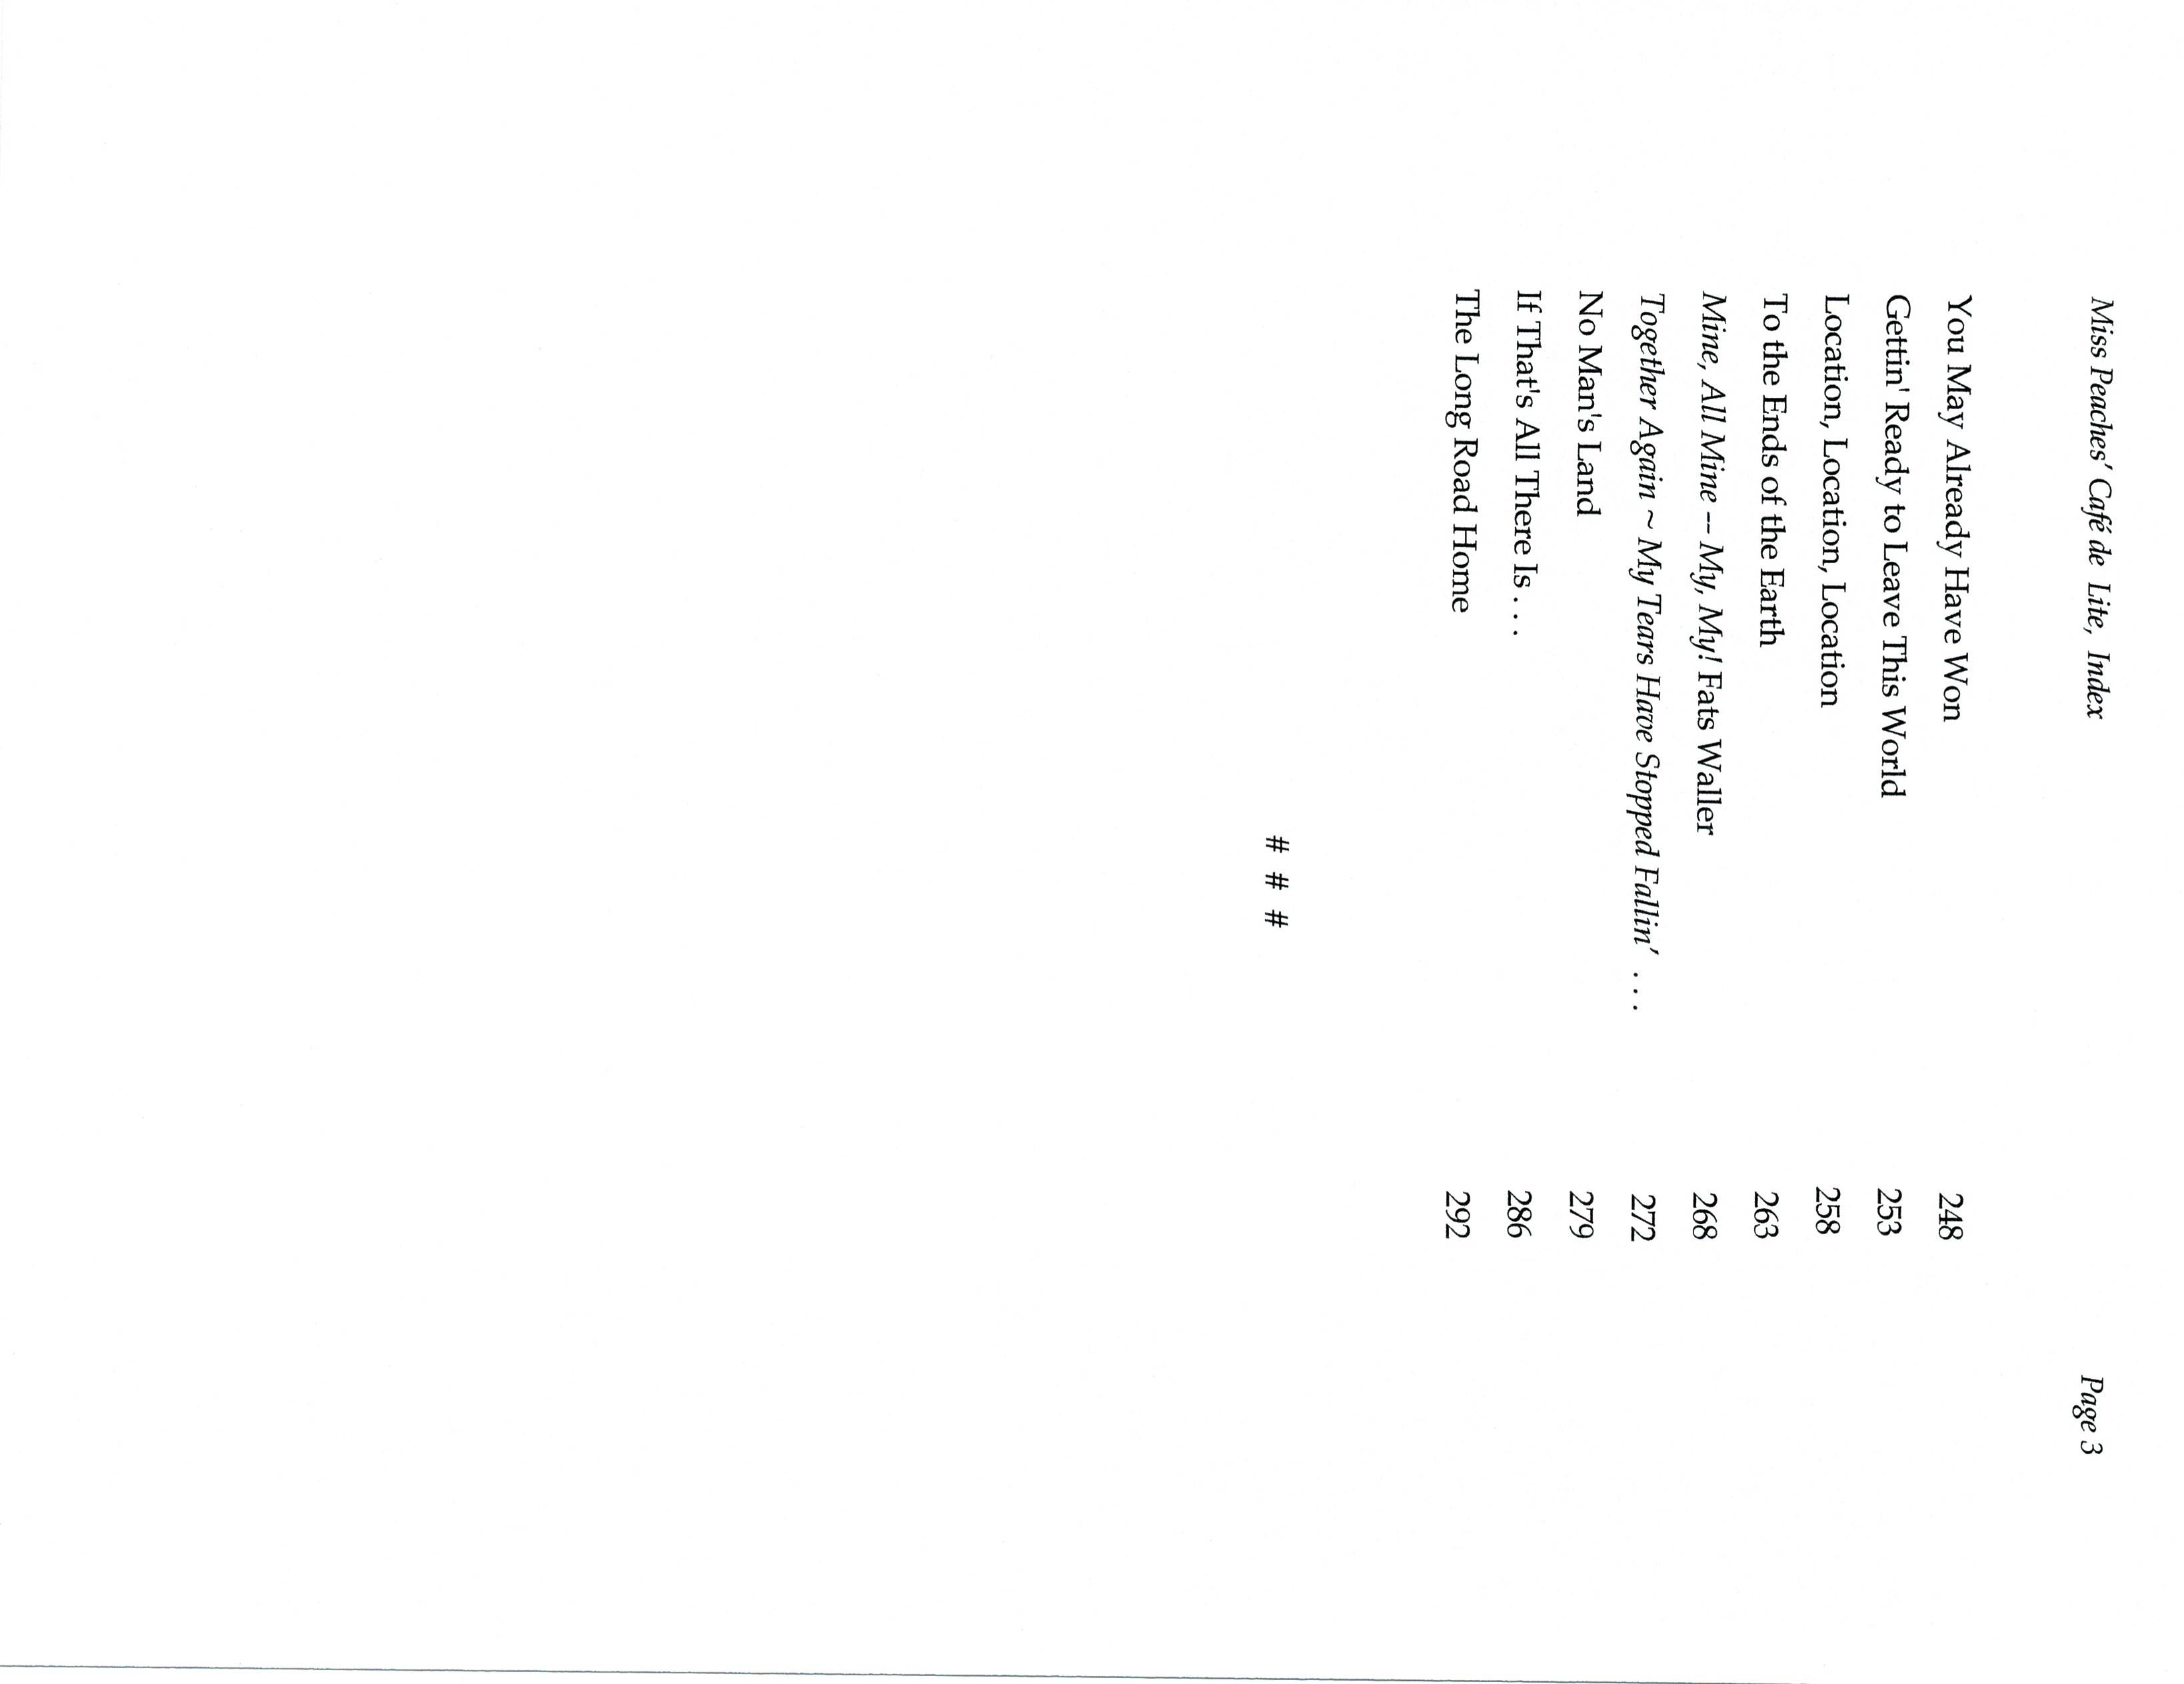 Miss Peaches' Café de Lite, Index Page 3
You May Already Have Won 248
Gettin' Ready to Leave This World 253
Location, Location, Location 258
To the Ends of the Earth 263
Mine, All Mine -- My, My! Fats Waller 268
Together Again ~ My Tears Have Stopped Fallin' . . . 272
No Man's Land 279
If That's All There Is . . . 286
The Long Road Home 292
# # #